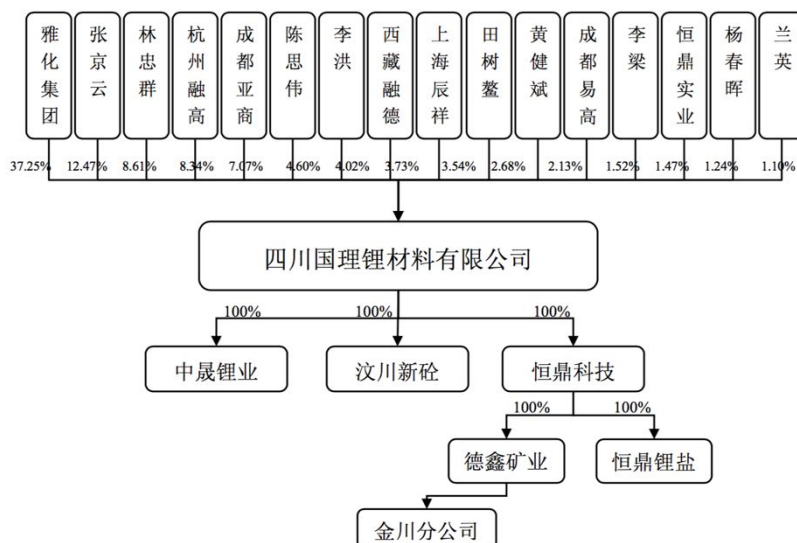 雅化集团
张京云
林忠群
杭州融高
成都亚商
陈思伟
李洪
西藏融德
上海辰祥
田树鳌
黄健斌
成都易高
李梁
恒鼎实业
杨春晖
兰英
37.25% 12.47% 8.61% 8.34% 7.07% 4.60% 4.02% 3.73% 3.54% 2.68% 2.13% 1.52% 1.47% 1.24% 1.10%
四川国理锂材料有限公司
100% 100% 100%
中晟锂业 汶川新砼 恒鼎科技
100% 100%
德鑫矿业 恒鼎锂盐
金川分公司